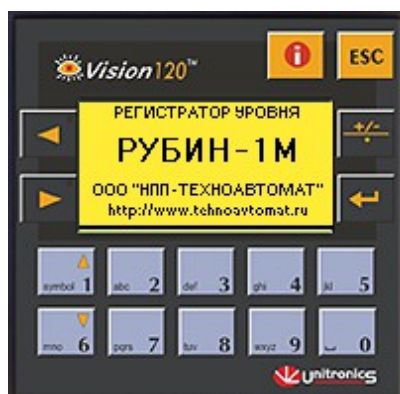 Vision120™
i
ESC
РЕГИСТРАТОР УРОВНЯ
+/-
РУБИН-1М
ООО "НПП-ТЕХНОАВТОМАТ"
http://www.tehnoavtomat.ru
symbol 1
abc 2
def 3
ghi 4
jkl 5
mno 6
pqrs 7
tuv 8
wxyz 9
0
unitronics